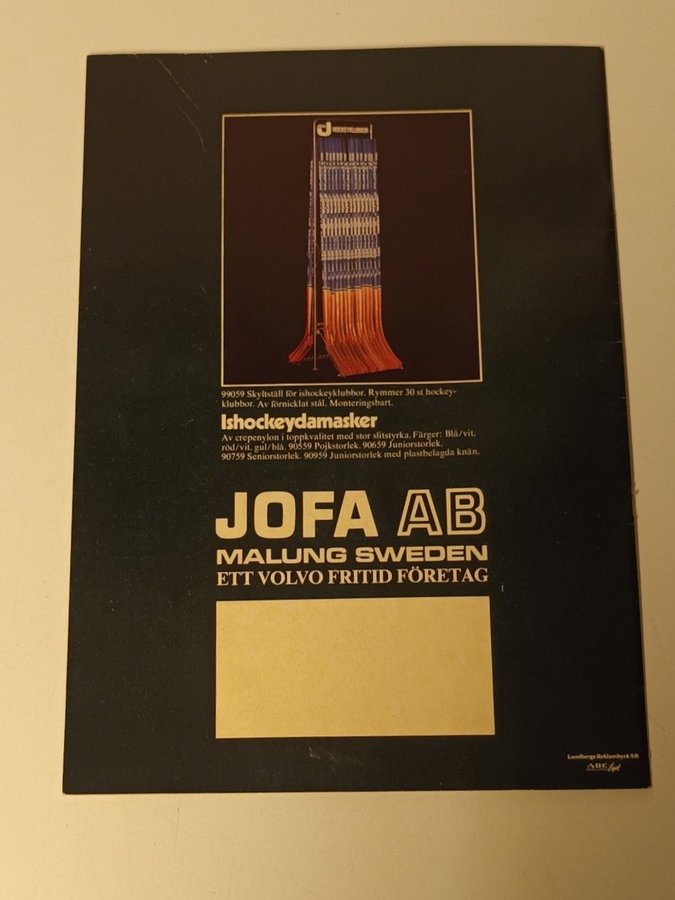 J HOCKEYKLUBBOR
99059 Skyltställ för ishockeyklubbor. Rymmer 30 st hockey-
klubbor. Av förnicklat stål. Monteringsbart.
Ishockeydamasker
Av crepenylon i toppkvalitet med stor slitstyrka. Färger: Blå/vit,
röd/vit, gul/blå. 90559 Pojkstorlek. 90659 Juniorstorlek.
90759 Seniorstorlek. 90959 Juniorstorlek med plastbelagda knän.
JOFA AB
MALUNG SWEDEN
ETT VOLVO FRITID FÖRETAG
Lundbergs Reklambyrå AB